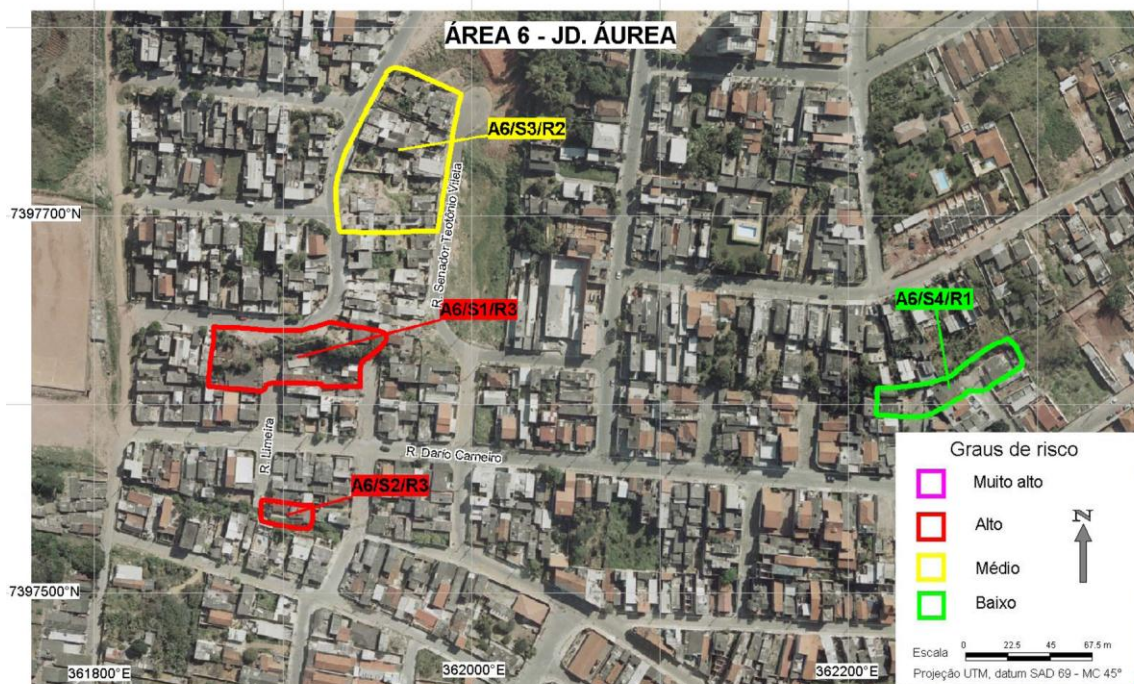 ÁREA 6 - JD. ÁUREA
A6/S3/R2
7397700°N
R. Senador Teotônio Vilela
A6/S1/R3
A6/S4/R1
R. Limeira
R. Dario Carneiro
A6/S2/R3
7397500°N
361800°E
362000°E
362200°E
Graus de risco
Muito alto
Alto
Médio
Baixo
N
Escala
0 22.5 45 67.5 m
Projeção UTM, datum SAD 69 - MC 45°